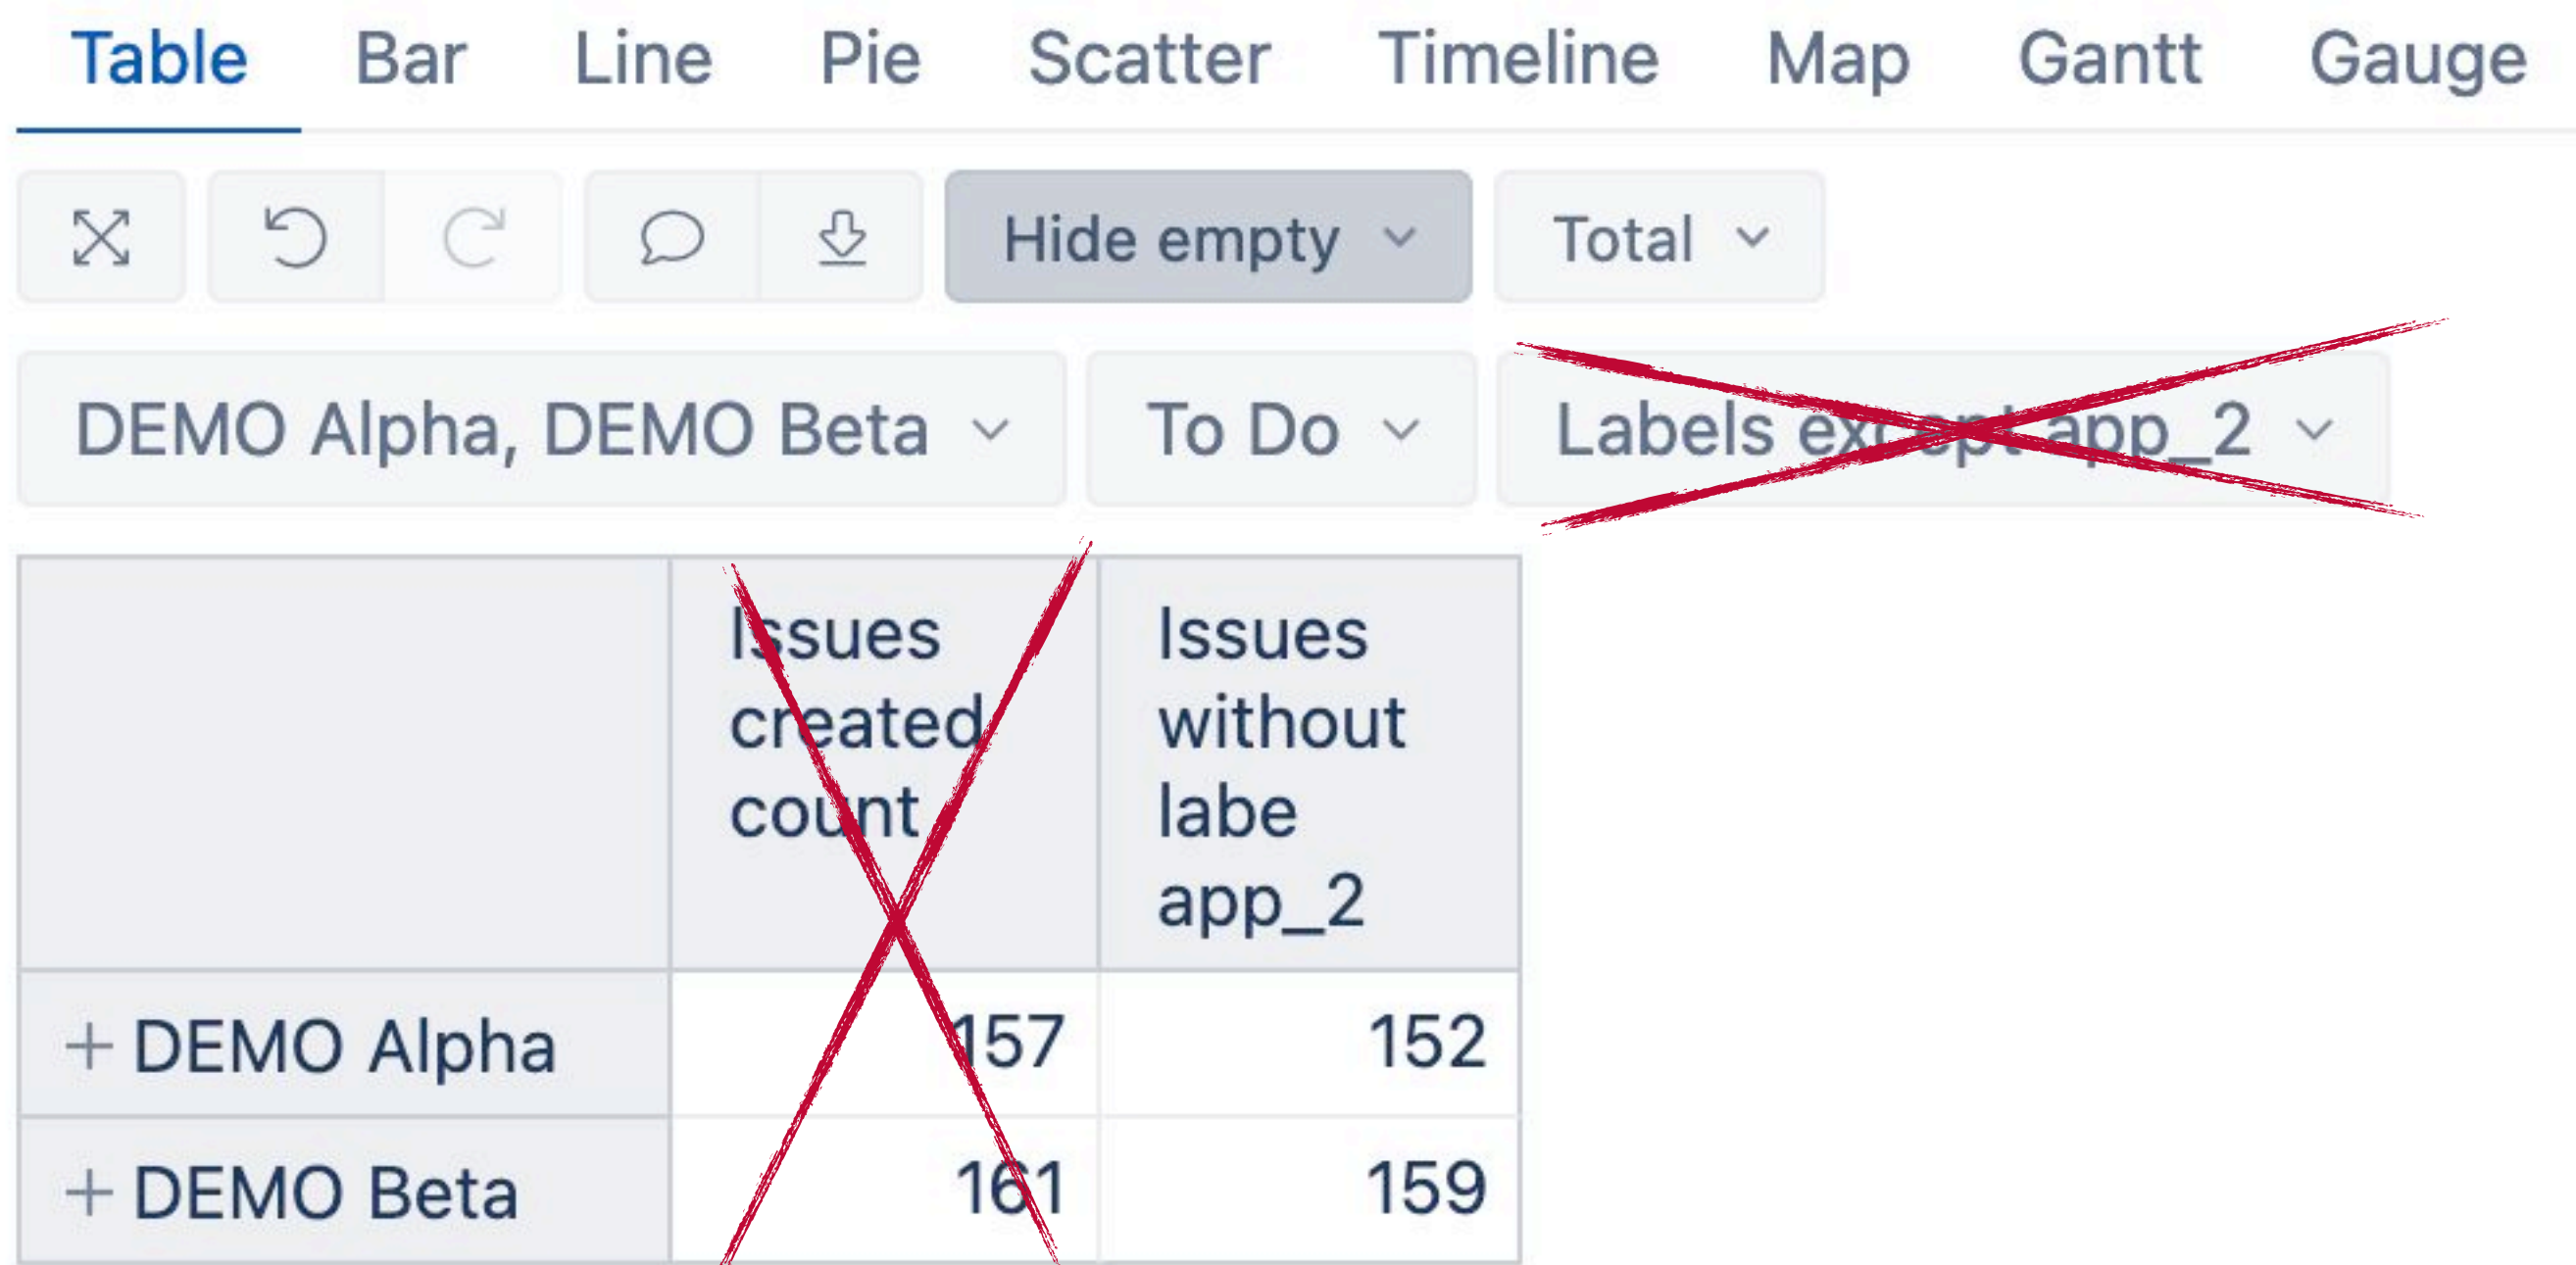 Table Bar Line Pie Scatter Timeline Map Gantt Gauge
Hide empty Total
DEMO Alpha, DEMO Beta To Do Labels except app_2
Issues created count
Issues without labe app_2
+ DEMO Alpha 157 152
+ DEMO Beta 161 159